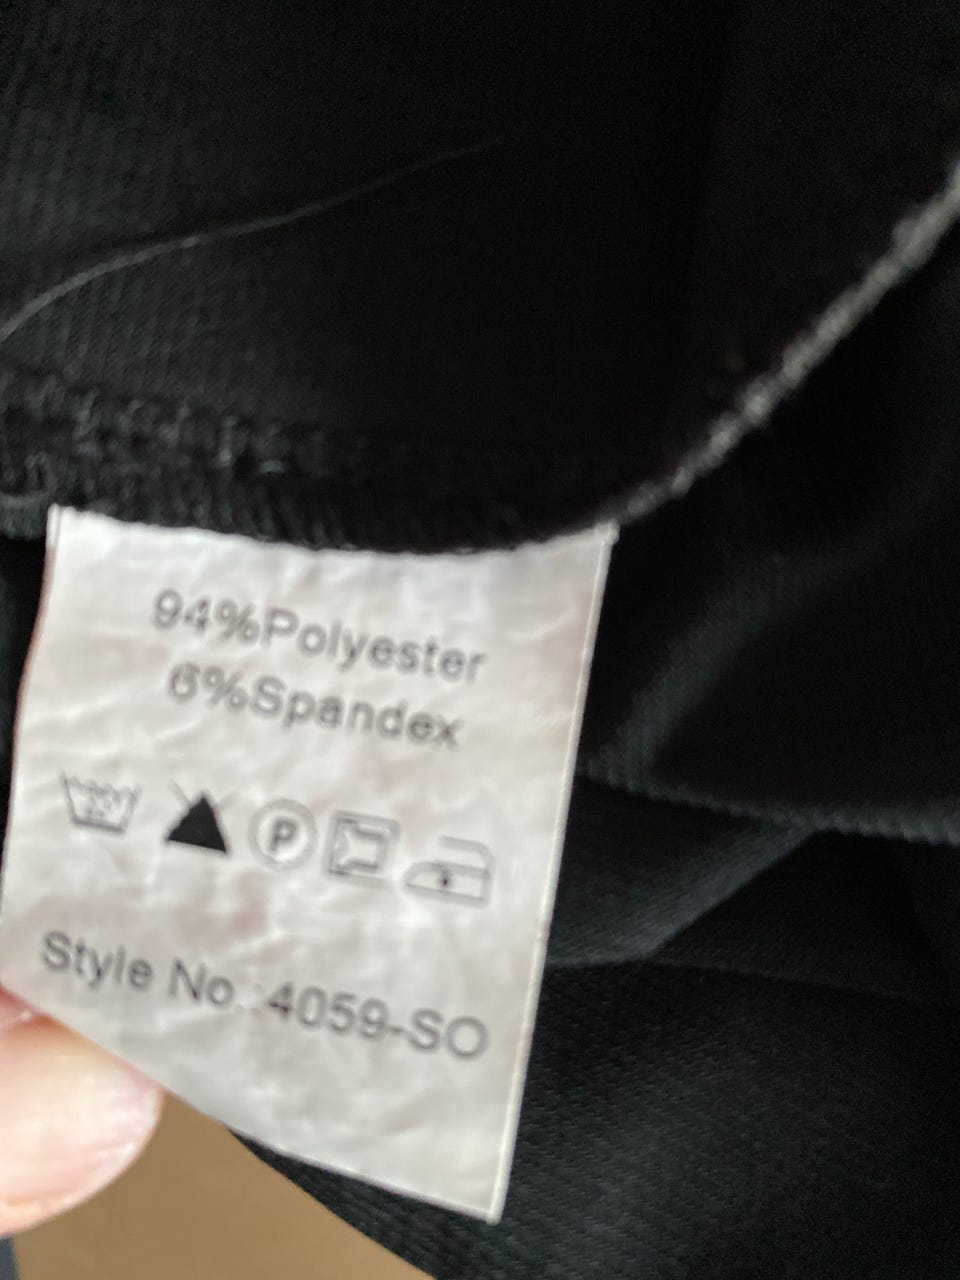 94%Polyester
6%Spandex
P
Style No.:4059-SO